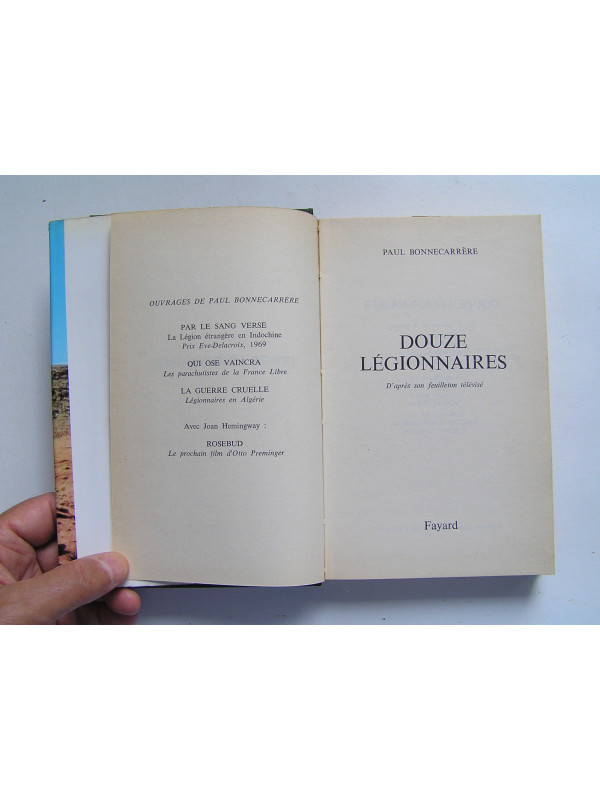 OUVRAGES DE PAUL BONNECARRÈRE
PAR LE SANG VERSE
La Légion étrangère en Indochine
Prix Eve-Delacroix, 1969
QUI OSE VAINCRA
Les parachutistes de la France Libre
LA GUERRE CRUELLE
Légionnaires en Algérie
Avec Joan Hemingway :
ROSEBUD
Le prochain film d'Otto Preminger
PAUL BONNECARRÈRE
DOUZE
LÉGIONNAIRES
D'après son feuilleton télévisé
Fayard